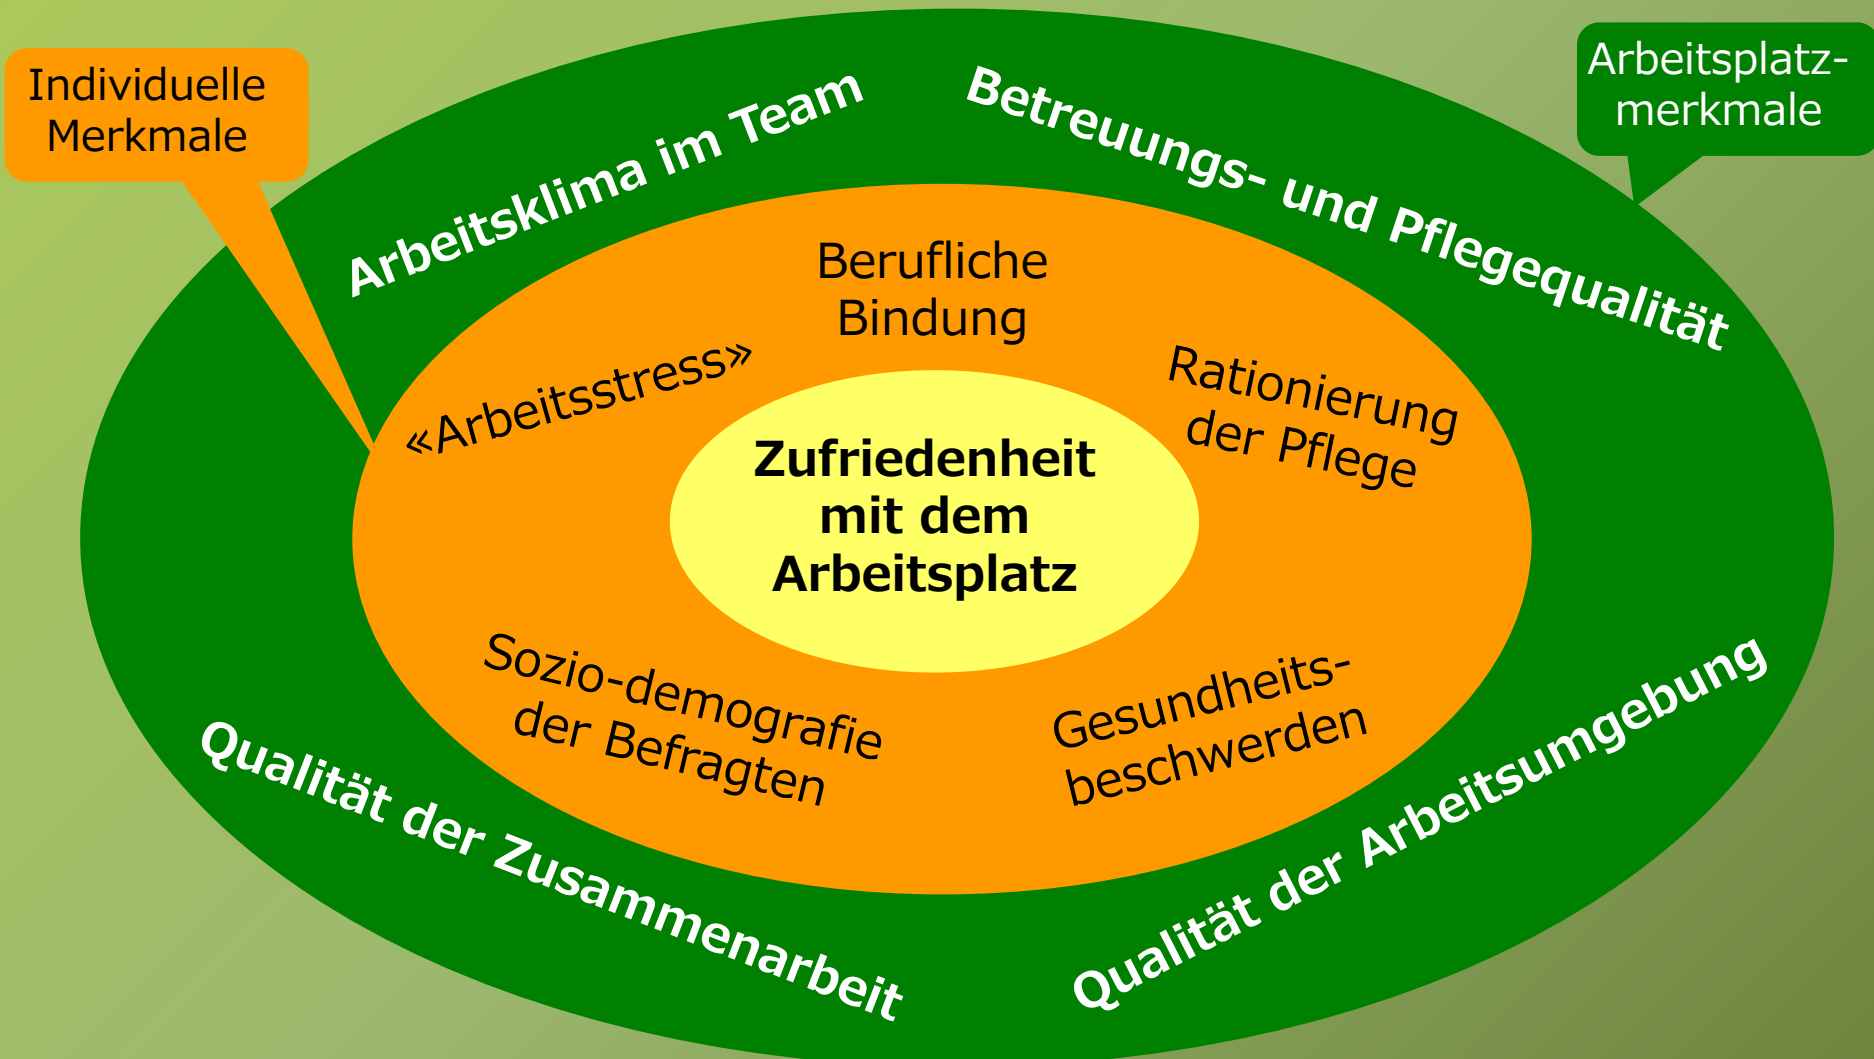 Individuelle
Merkmale
Arbeitsplatz-
merkmale
Arbeitsklima im Team
Betreuungs- und Pflegequalität
Berufliche
Bindung
«Arbeitsstress»
Rationierung
der Pflege
Zufriedenheit
mit dem
Arbeitsplatz
Sozio-demografie
der Befragten
Gesundheits-
beschwerden
Qualität der Zusammenarbeit
Qualität der Arbeitsumgebung